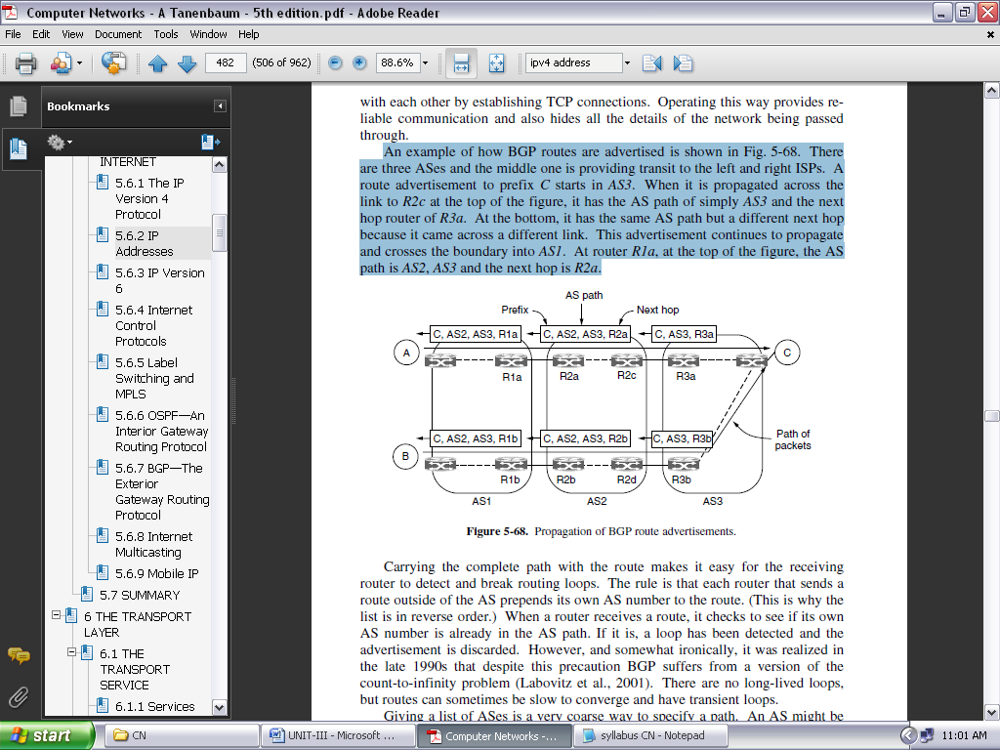 Computer Networks - A Tanenbaum - 5th edition.pdf - Adobe Reader
File Edit View Document Tools Window Help
482 (506 of 962) 88.6% ipv4 address
Bookmarks
INTERNET
5.6.1 The IP
Version 4
Protocol
5.6.2 IP
Addresses
5.6.3 IP Version
6
5.6.4 Internet
Control
Protocols
5.6.5 Label
Switching and
MPLS
5.6.6 OSPF—An
Interior Gateway
Routing Protocol
5.6.7 BGP—The
Exterior
Gateway Routing
Protocol
5.6.8 Internet
Multicasting
5.6.9 Mobile IP
5.7 SUMMARY
6 THE TRANSPORT
LAYER
6.1 THE
TRANSPORT
SERVICE
6.1.1 Services
with each other by establishing TCP connections. Operating this way provides re-
liable communication and also hides all the details of the network being passed
through.
An example of how BGP routes are advertised is shown in Fig. 5-68. There
are three ASes and the middle one is providing transit to the left and right ISPs. A
route advertisement to prefix C starts in AS3. When it is propagated across the
link to R2c at the top of the figure, it has the AS path of simply AS3 and the next
hop router of R3a. At the bottom, it has the same AS path but a different next hop
because it came across a different link. This advertisement continues to propagate
and crosses the boundary into AS1. At router R1a, at the top of the figure, the AS
path is AS2, AS3 and the next hop is R2a.
AS path
Prefix Next hop
C, AS2, AS3, R1a C, AS2, AS3, R2a C, AS3, R3a
A C
R1a R2a R2c R3a
C, AS2, AS3, R1b C, AS2, AS3, R2b C, AS3, R3b
Path of
packets
B
R1b R2b R2d R3b
AS1 AS2 AS3
Figure 5-68. Propagation of BGP route advertisements.
Carrying the complete path with the route makes it easy for the receiving
router to detect and break routing loops. The rule is that each router that sends a
route outside of the AS prepends its own AS number to the route. (This is why the
list is in reverse order.) When a router receives a route, it checks to see if its own
AS number is already in the AS path. If it is, a loop has been detected and the
advertisement is discarded. However, and somewhat ironically, it was realized in
the late 1990s that despite this precaution BGP suffers from a version of the
count-to-infinity problem (Labovitz et al., 2001). There are no long-lived loops,
but routes can sometimes be slow to converge and have transient loops.
Giving a list of ASes is a very coarse way to specify a path. An AS might be
start CN UNIT-III - Microsoft ... Computer Networks -... syllabus CN - Notepad 11:01 AM